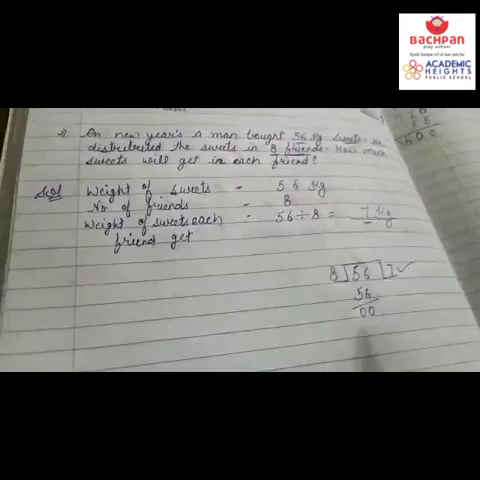 BACHPAN
play school
ACADEMIC
HEIGHTS
PUBLIC SCHOOL
On new year's a man bought 56 Kg sweets. He
distributed the sweets in 8 friends. How much
sweets will get in each friend?
Sol Weight of sweets - 56 Kg
No of friends - 8
Weight of sweets each - 56 ÷ 8 = 7 Kg
friend get
8 56 7 ✓
56
00